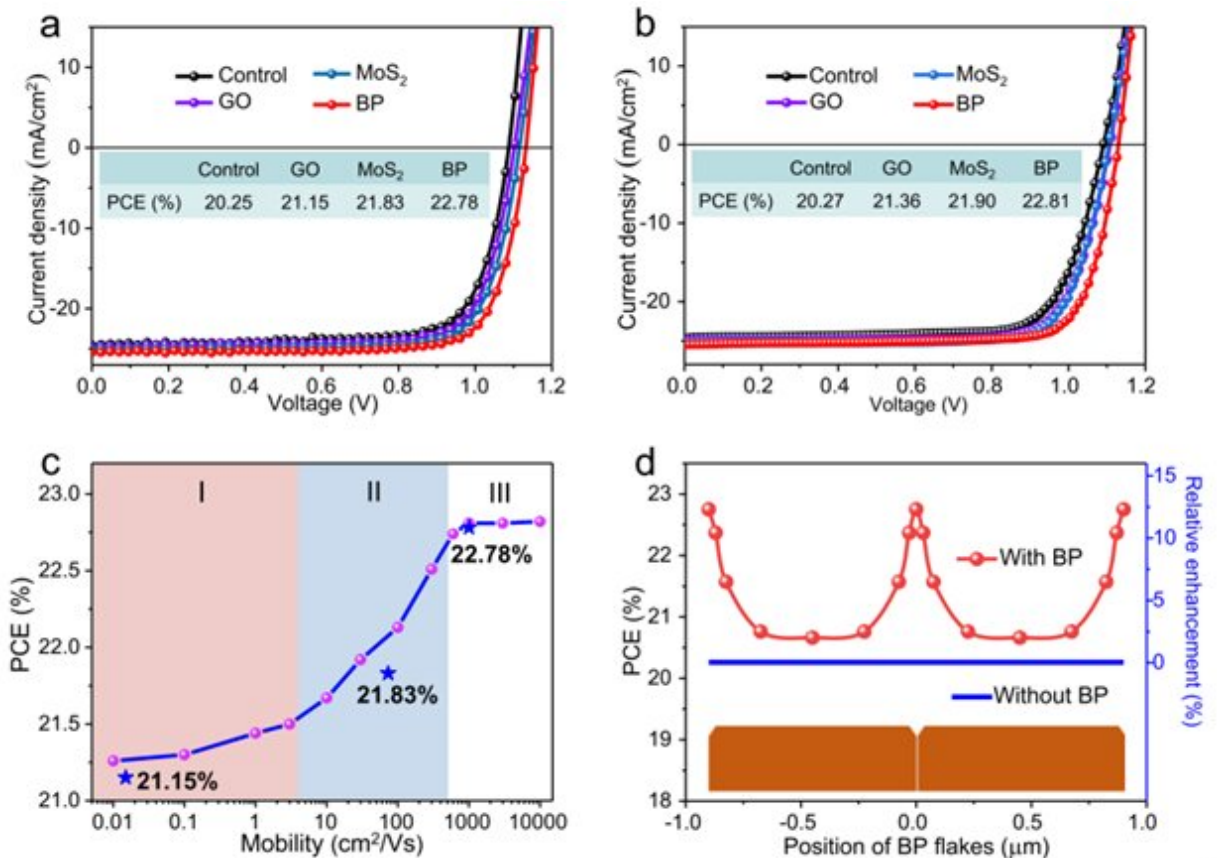 a
Current density (mA/cm²)
10
0
-10
-20
Control MoS₂
GO BP
Control GO MoS₂ BP
PCE (%) 20.25 21.15 21.83 22.78
0.0 0.2 0.4 0.6 0.8 1.0 1.2
Voltage (V)
b
Current density (mA/cm²)
10
0
-10
-20
Control MoS₂
GO BP
Control GO MoS₂ BP
PCE (%) 20.27 21.36 21.90 22.81
0.0 0.2 0.4 0.6 0.8 1.0 1.2
Voltage (V)
c
PCE (%)
23.0
22.5
22.0
21.5
21.0
I II III
22.78%
21.83%
21.15%
0.01 0.1 1 10 100 1000 10000
Mobility (cm²/Vs)
d
PCE (%)
23
22
21
20
19
18
With BP
Without BP
15
10
5
0
Relative enhancement (%)
-1.0 -0.5 0.0 0.5 1.0
Position of BP flakes (μm)